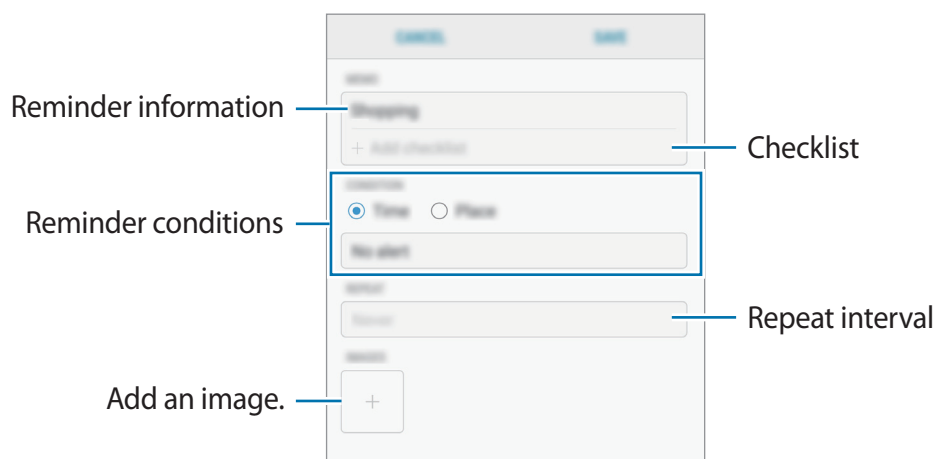 CANCEL SAVE
MEMO
Reminder information
Shopping
+ Add checklist
Checklist
CONDITION
Time Place
Reminder conditions
No alert
REPEAT
Never
Repeat interval
IMAGES
Add an image.
+